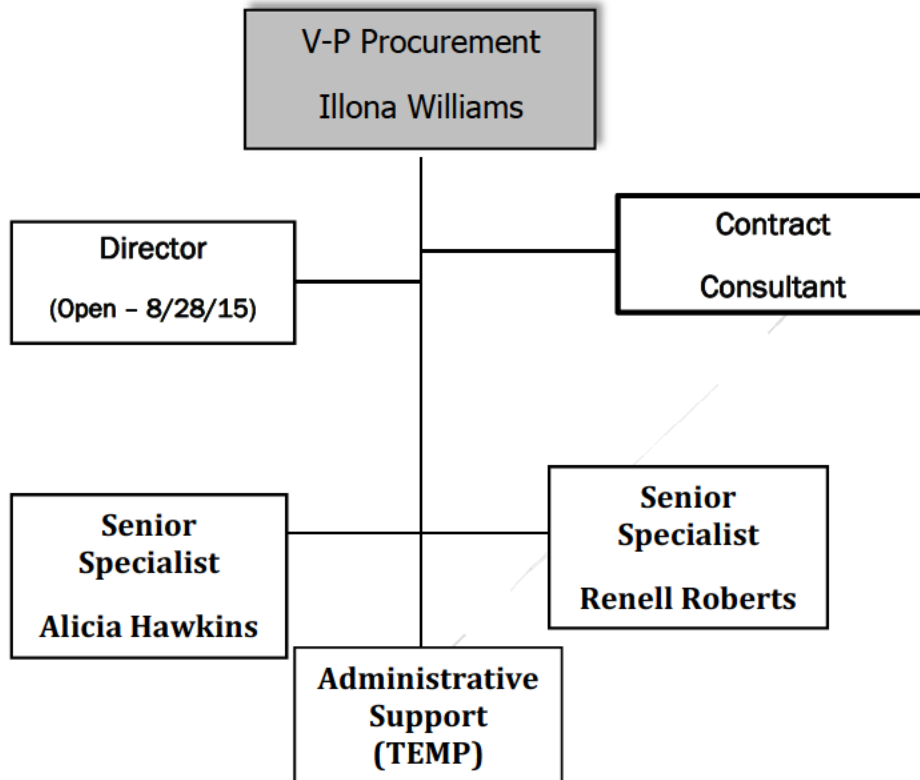 V-P Procurement
Illona Williams
Director
(Open – 8/28/15)
Contract
Consultant
Senior
Specialist
Alicia Hawkins
Senior
Specialist
Renell Roberts
Administrative
Support
(TEMP)